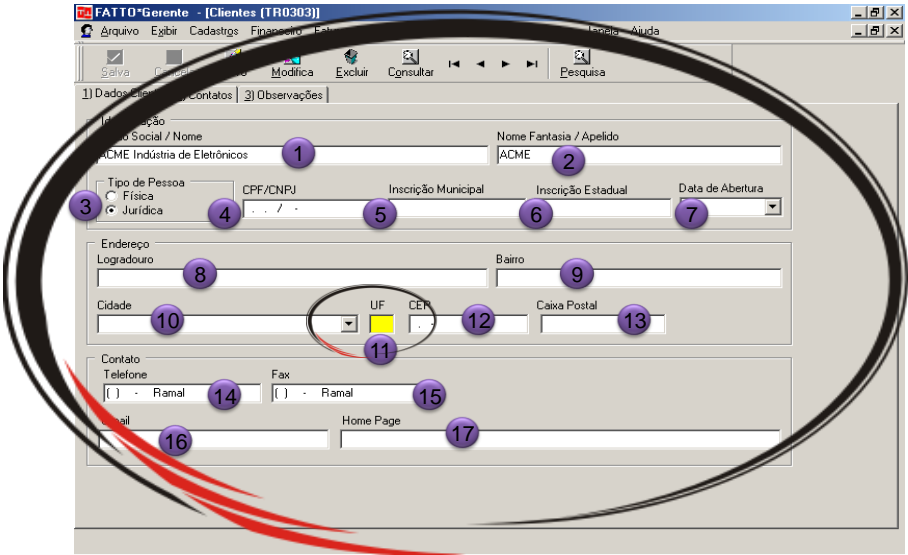 FATTO*Gerente - [Clientes (TR0303)]
Arquivo Exibir Cadastros Financeiro Janela Ajuda
Salva Modifica Excluir Consultar Pesquisa
1) Dados Contatos 3) Observações
Social / Nome Nome Fantasia / Apelido
ACME Indústria de Eletrônicos 1 ACME 2
Tipo de Pessoa CPF/CNPJ Inscrição Municipal Inscrição Estadual Data de Abertura
3 Física
Jurídica 4 . . / - 5 6 7
Endereço
Logradouro Bairro
8 9
Cidade UF CEP Caixa Postal
10 . - 12 13
11
Contato
Telefone Fax
( ) - Ramal 14 ( ) - Ramal 15
Home Page
16 17